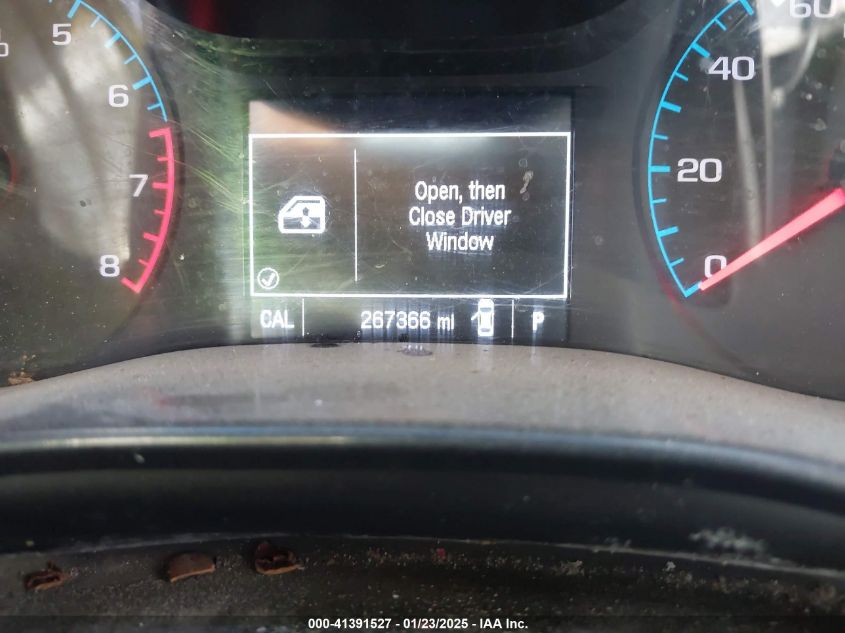 5
6
7
8
60
40
20
0
Open, then
Close Driver
Window
CAL 267366 mi P
000-41391527 - 01/23/2025 - IAA Inc.